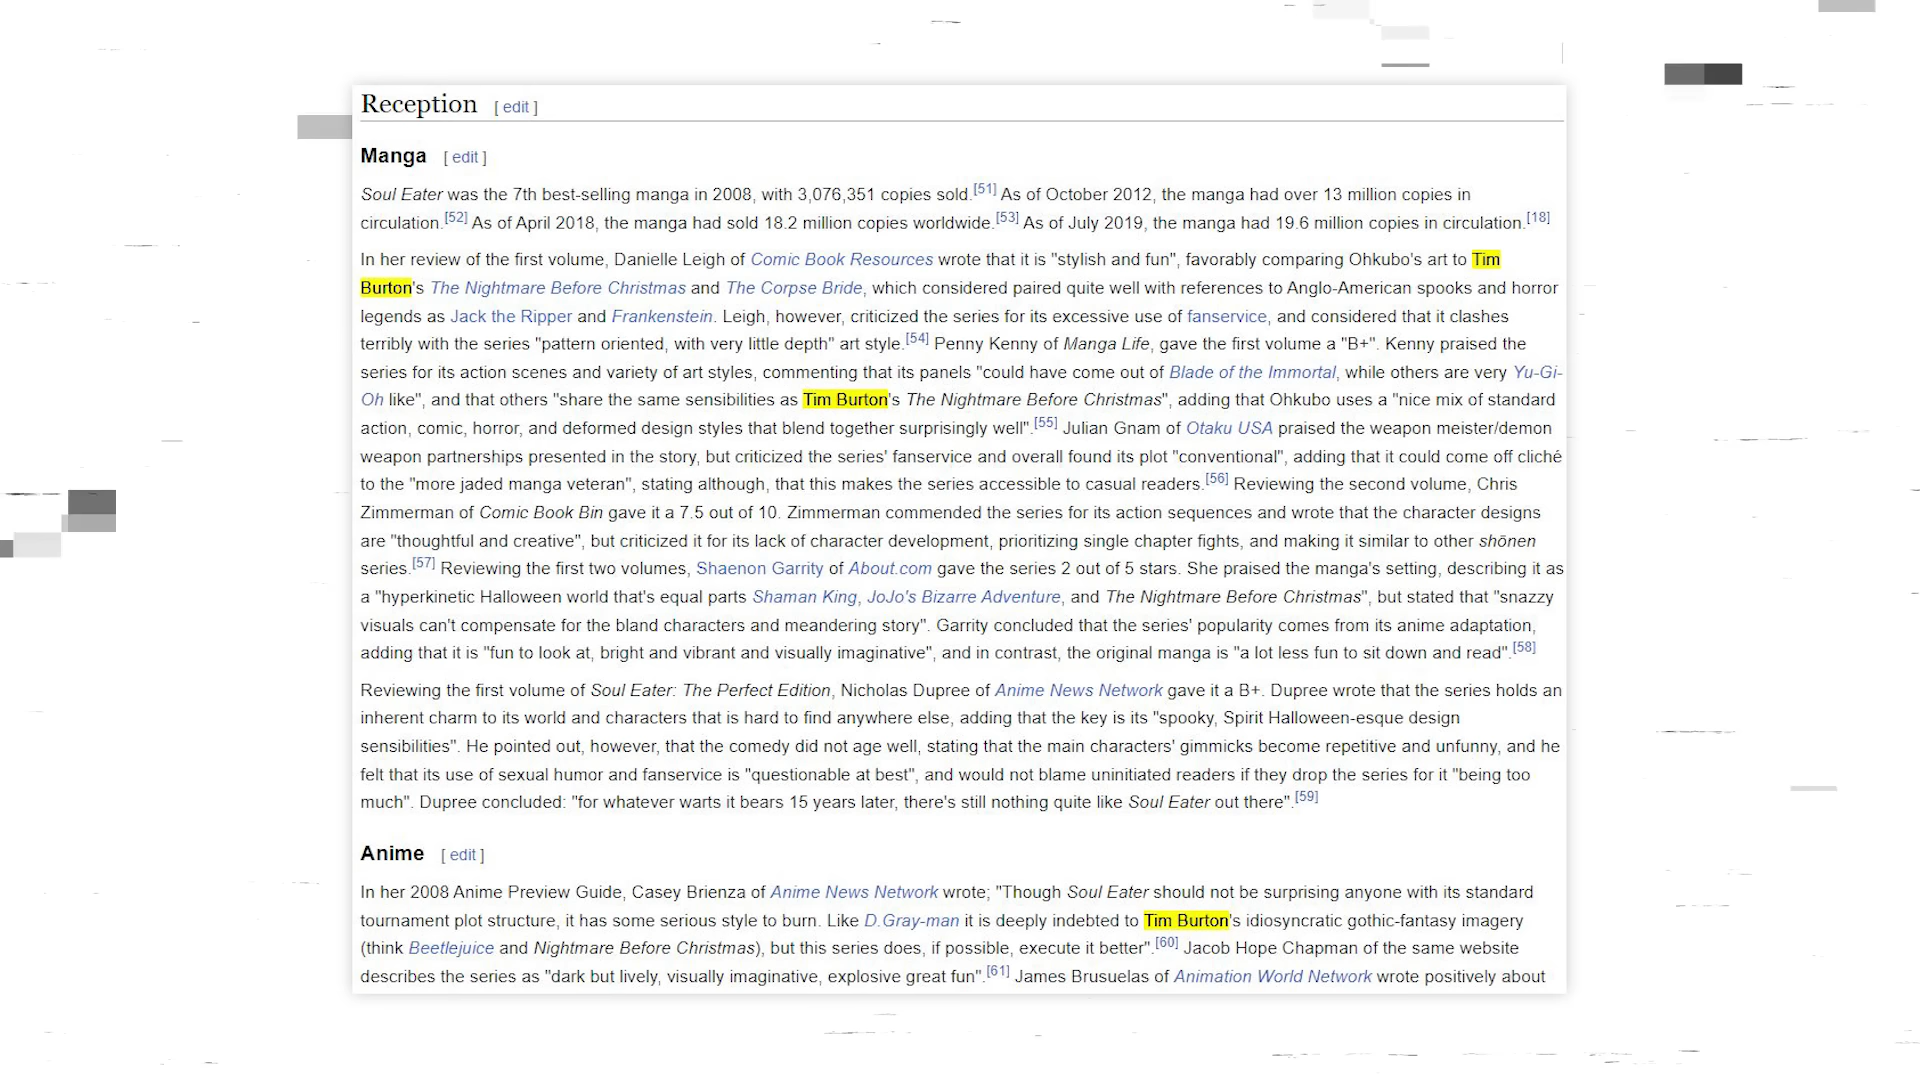 Reception [ edit ]
Manga [ edit ]
Soul Eater was the 7th best-selling manga in 2008, with 3,076,351 copies sold.[51] As of October 2012, the manga had over 13 million copies in
circulation.[52] As of April 2018, the manga had sold 18.2 million copies worldwide.[53] As of July 2019, the manga had 19.6 million copies in circulation.[18]
In her review of the first volume, Danielle Leigh of Comic Book Resources wrote that it is "stylish and fun", favorably comparing Ohkubo's art to Tim
Burton's The Nightmare Before Christmas and The Corpse Bride, which considered paired quite well with references to Anglo-American spooks and horror
legends as Jack the Ripper and Frankenstein. Leigh, however, criticized the series for its excessive use of fanservice, and considered that it clashes
terribly with the series "pattern oriented, with very little depth" art style.[54] Penny Kenny of Manga Life, gave the first volume a "B+". Kenny praised the
series for its action scenes and variety of art styles, commenting that its panels "could have come out of Blade of the Immortal, while others are very Yu-Gi-
Oh like", and that others "share the same sensibilities as Tim Burton's The Nightmare Before Christmas", adding that Ohkubo uses a "nice mix of standard
action, comic, horror, and deformed design styles that blend together surprisingly well".[55] Julian Gnam of Otaku USA praised the weapon meister/demon
weapon partnerships presented in the story, but criticized the series' fanservice and overall found its plot "conventional", adding that it could come off cliché
to the "more jaded manga veteran", stating although, that this makes the series accessible to casual readers.[56] Reviewing the second volume, Chris
Zimmerman of Comic Book Bin gave it a 7.5 out of 10. Zimmerman commended the series for its action sequences and wrote that the character designs
are "thoughtful and creative", but criticized it for its lack of character development, prioritizing single chapter fights, and making it similar to other shōnen
series.[57] Reviewing the first two volumes, Shaenon Garrity of About.com gave the series 2 out of 5 stars. She praised the manga's setting, describing it as
a "hyperkinetic Halloween world that's equal parts Shaman King, JoJo's Bizarre Adventure, and The Nightmare Before Christmas", but stated that "snazzy
visuals can't compensate for the bland characters and meandering story". Garrity concluded that the series' popularity comes from its anime adaptation,
adding that it is "fun to look at, bright and vibrant and visually imaginative", and in contrast, the original manga is "a lot less fun to sit down and read".[58]
Reviewing the first volume of Soul Eater: The Perfect Edition, Nicholas Dupree of Anime News Network gave it a B+. Dupree wrote that the series holds an
inherent charm to its world and characters that is hard to find anywhere else, adding that the key is its "spooky, Spirit Halloween-esque design
sensibilities". He pointed out, however, that the comedy did not age well, stating that the main characters' gimmicks become repetitive and unfunny, and he
felt that its use of sexual humor and fanservice is "questionable at best", and would not blame uninitiated readers if they drop the series for it "being too
much". Dupree concluded: "for whatever warts it bears 15 years later, there's still nothing quite like Soul Eater out there".[59]
Anime [ edit ]
In her 2008 Anime Preview Guide, Casey Brienza of Anime News Network wrote; "Though Soul Eater should not be surprising anyone with its standard
tournament plot structure, it has some serious style to burn. Like D.Gray-man it is deeply indebted to Tim Burton's idiosyncratic gothic-fantasy imagery
(think Beetlejuice and Nightmare Before Christmas), but this series does, if possible, execute it better".[60] Jacob Hope Chapman of the same website
describes the series as "dark but lively, visually imaginative, explosive great fun".[61] James Brusuelas of Animation World Network wrote positively about